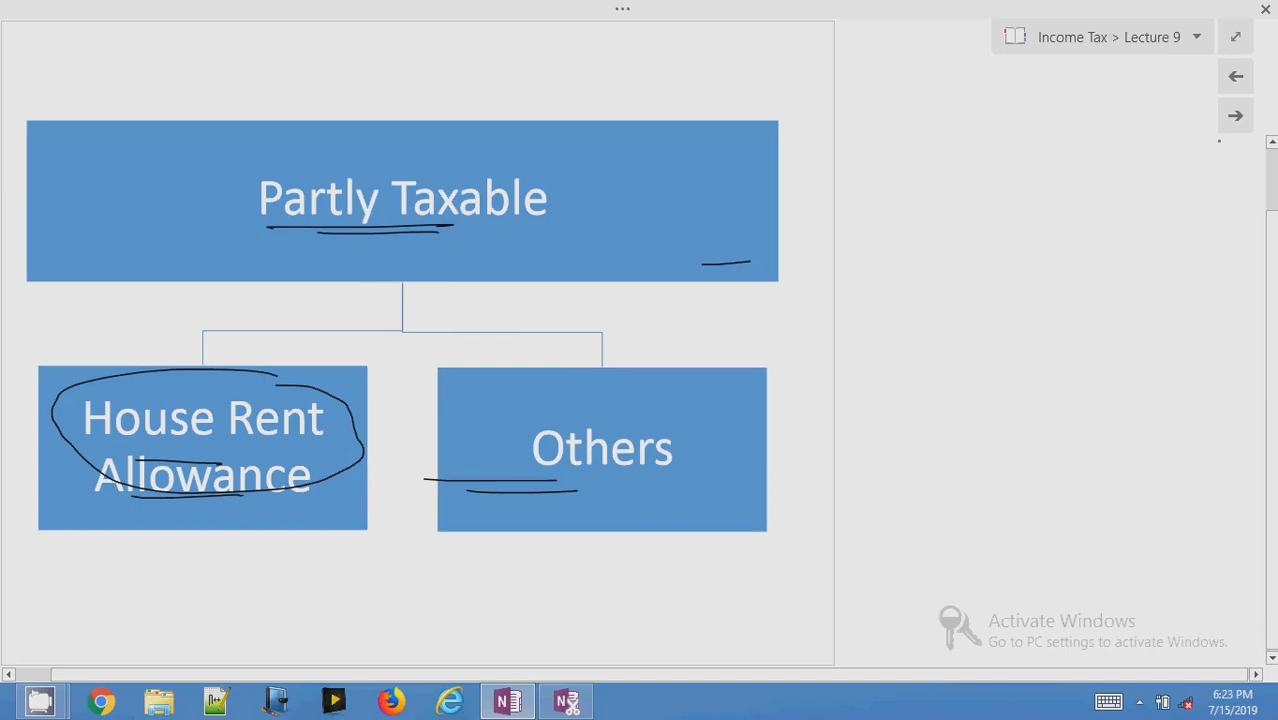 Income Tax > Lecture 9
Partly Taxable
House Rent
Allowance
Others
Activate Windows
Go to PC settings to activate Windows.
6:23 PM
7/15/2019